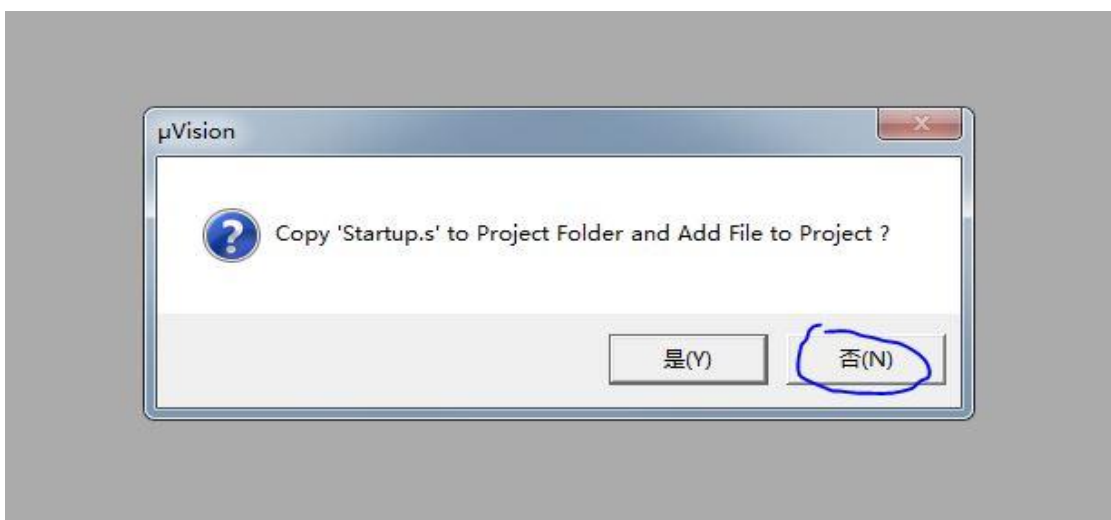 µVision
Copy 'Startup.s' to Project Folder and Add File to Project ?
是(Y)
否(N)